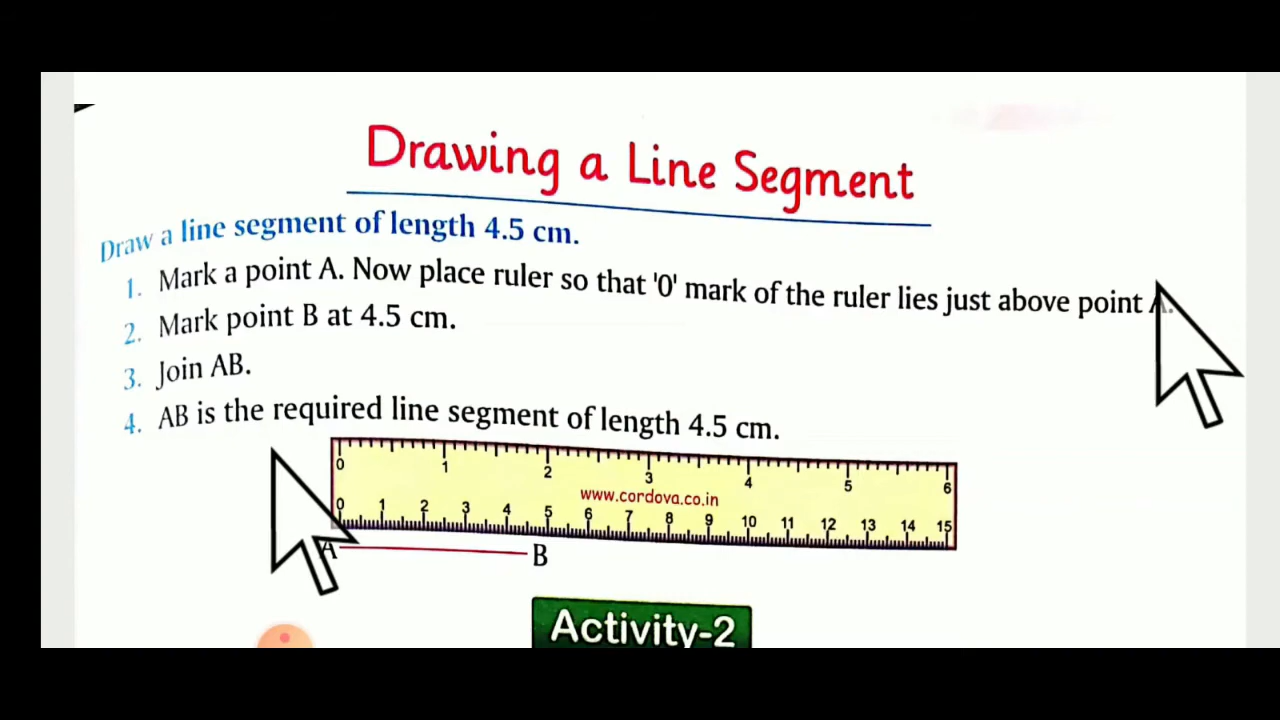 Drawing a Line Segment
Draw a line segment of length 4.5 cm.
1. Mark a point A. Now place ruler so that '0' mark of the ruler lies just above point A.
2. Mark point B at 4.5 cm.
3. Join AB.
4. AB is the required line segment of length 4.5 cm.
0 1 2 3 4 5 6
www.cordova.co.in
0 1 2 3 4 5 6 7 8 9 10 11 12 13 14 15
A B
Activity-2